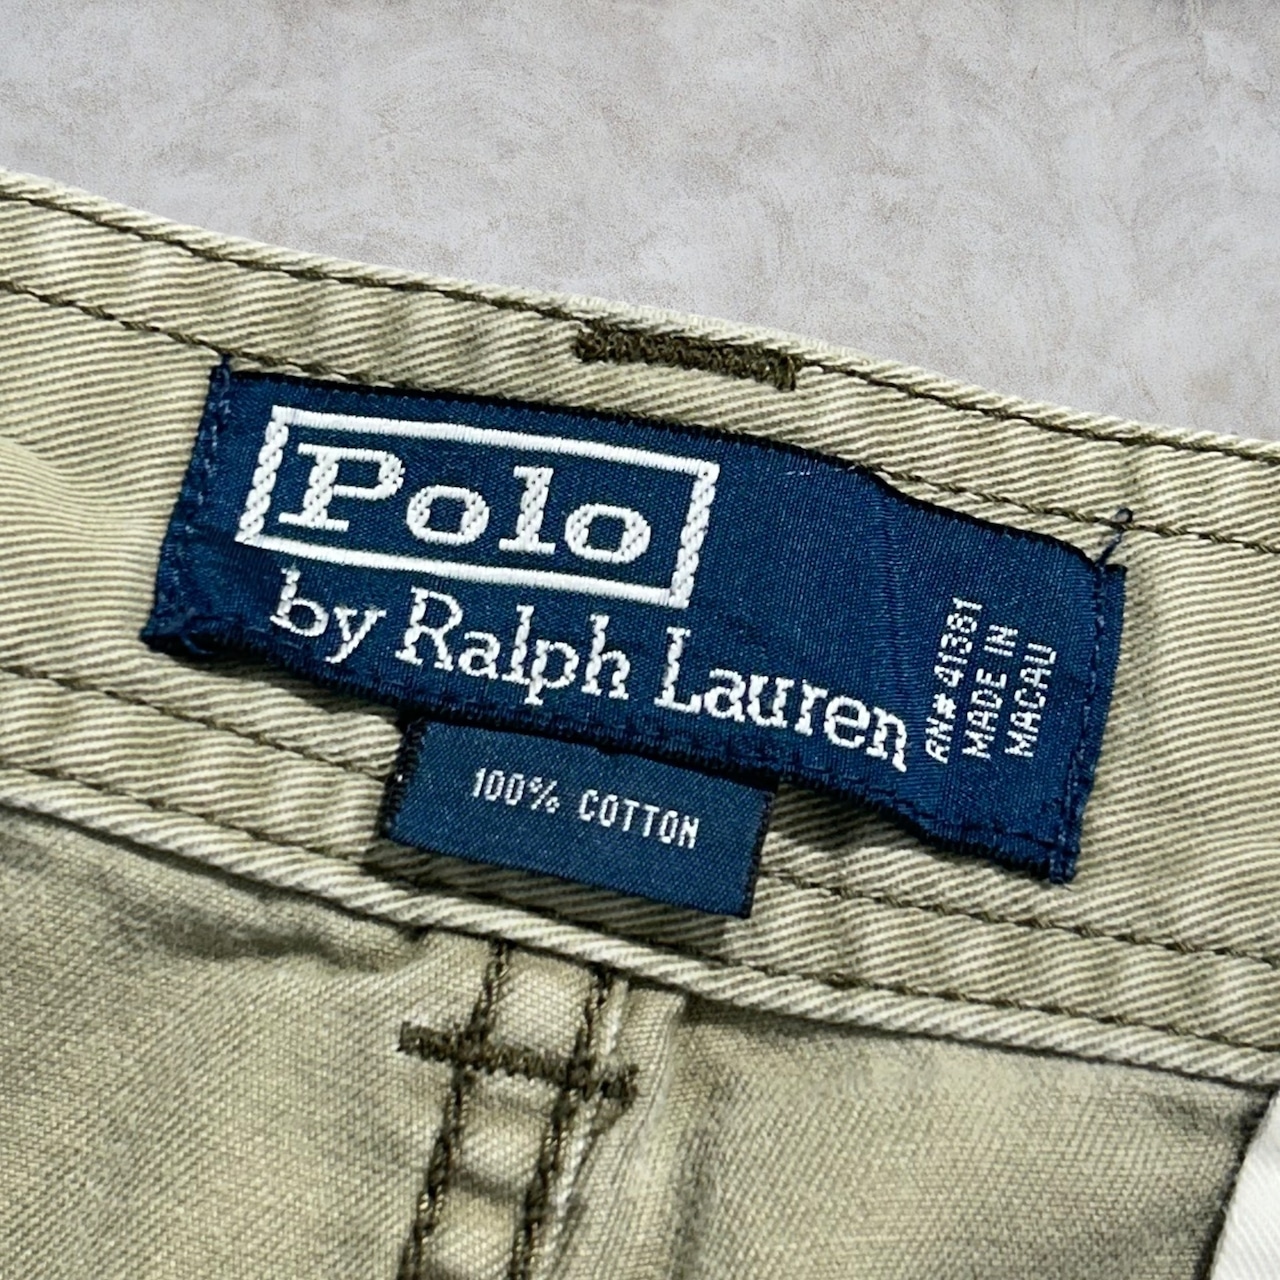 Polo
by Ralph Lauren
RN#41381
MADE IN
MACAU
100% COTTON